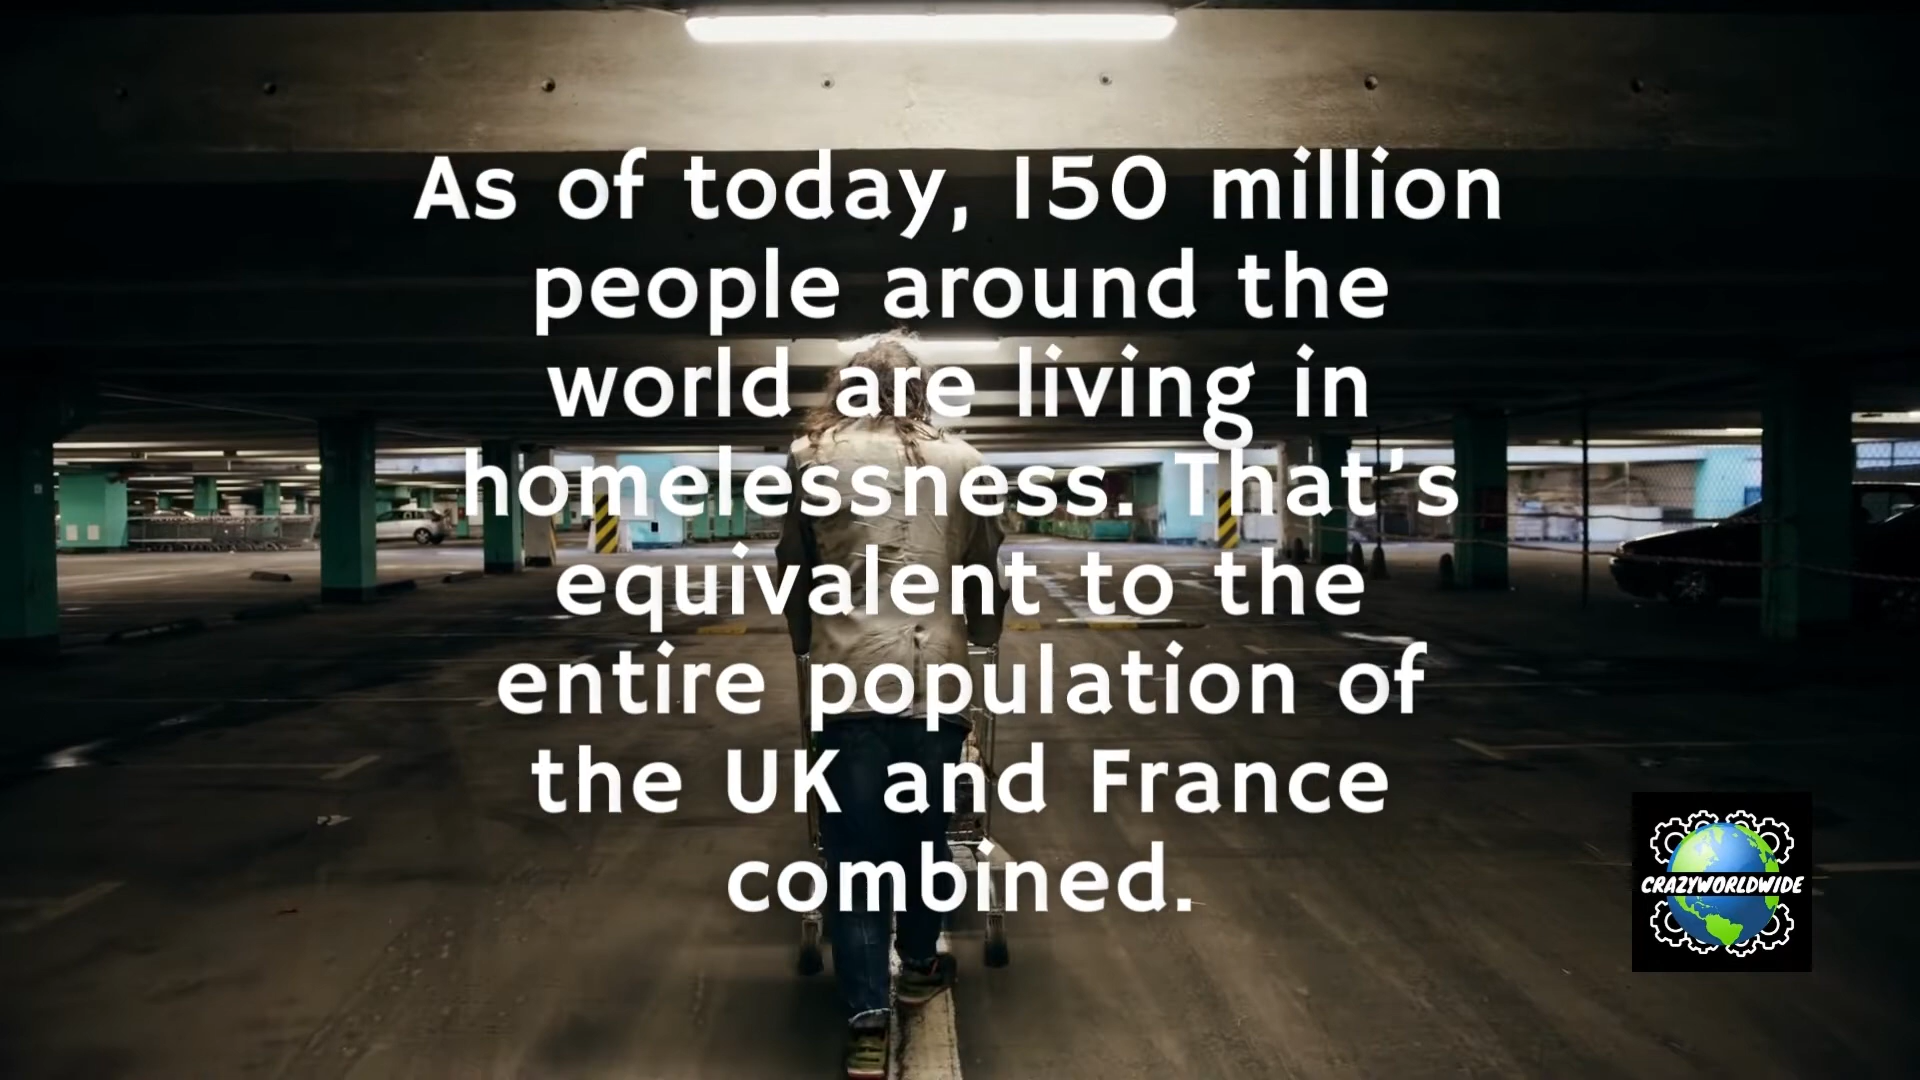 As of today, 150 million
people around the
world are living in
homelessness. That's
equivalent to the
entire population of
the UK and France
combined.
CRAZYWORLDWIDE